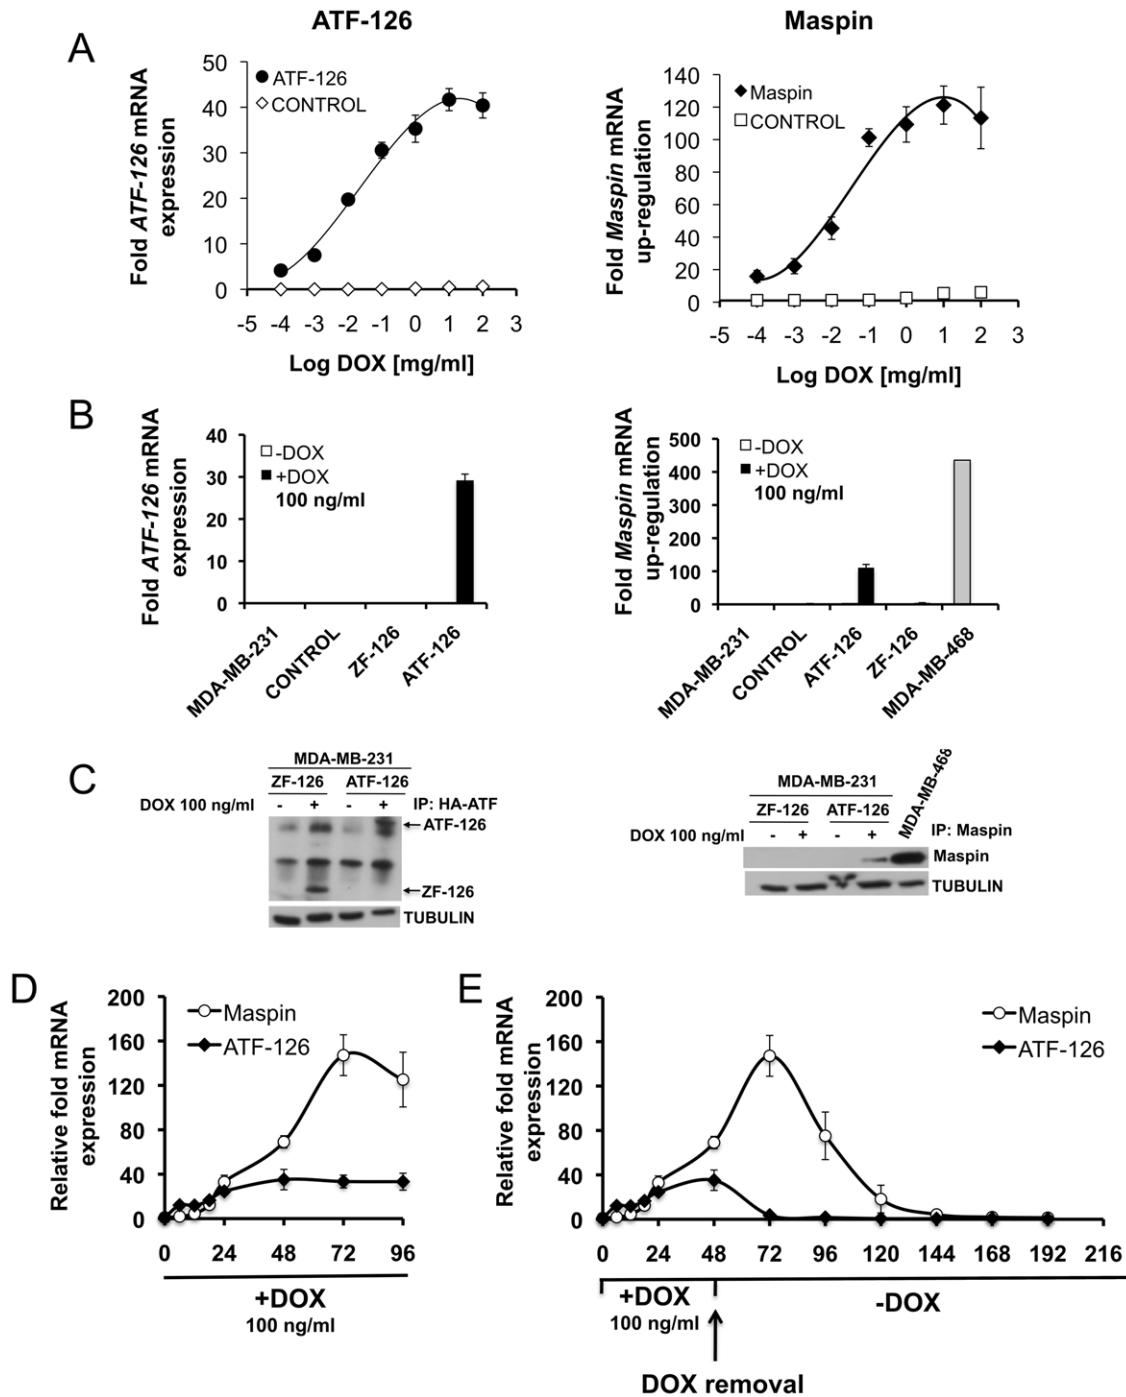 ATF-126
Maspin
A
Fold ATF-126 mRNA
expression
50
40
30
20
10
0
ATF-126
CONTROL
-5 -4 -3 -2 -1 0 1 2 3
Log DOX [mg/ml]
Fold Maspin mRNA
up-regulation
140
120
100
80
60
40
20
0
Maspin
CONTROL
-5 -4 -3 -2 -1 0 1 2 3
Log DOX [mg/ml]
B
Fold ATF-126 mRNA
expression
40
30
20
10
0
-DOX
+DOX
100 ng/ml
MDA-MB-231
CONTROL
ZF-126
ATF-126
Fold Maspin mRNA
up-regulation
500
400
300
200
100
0
-DOX
+DOX
100 ng/ml
MDA-MB-231
CONTROL
ATF-126
ZF-126
MDA-MB-468
C
MDA-MB-231
ZF-126 ATF-126
DOX 100 ng/ml - + - + IP: HA-ATF
ATF-126
ZF-126
TUBULIN
MDA-MB-231
ZF-126 ATF-126
MDA-MB-468
DOX 100 ng/ml - + - + IP: Maspin
Maspin
TUBULIN
D
Relative fold mRNA
expression
200
160
120
80
40
0
Maspin
ATF-126
0 24 48 72 96
+DOX
100 ng/ml
E
Relative fold mRNA
expression
200
160
120
80
40
0
Maspin
ATF-126
0 24 48 72 96 120 144 168 192 216
+DOX
100 ng/ml
-DOX
DOX removal